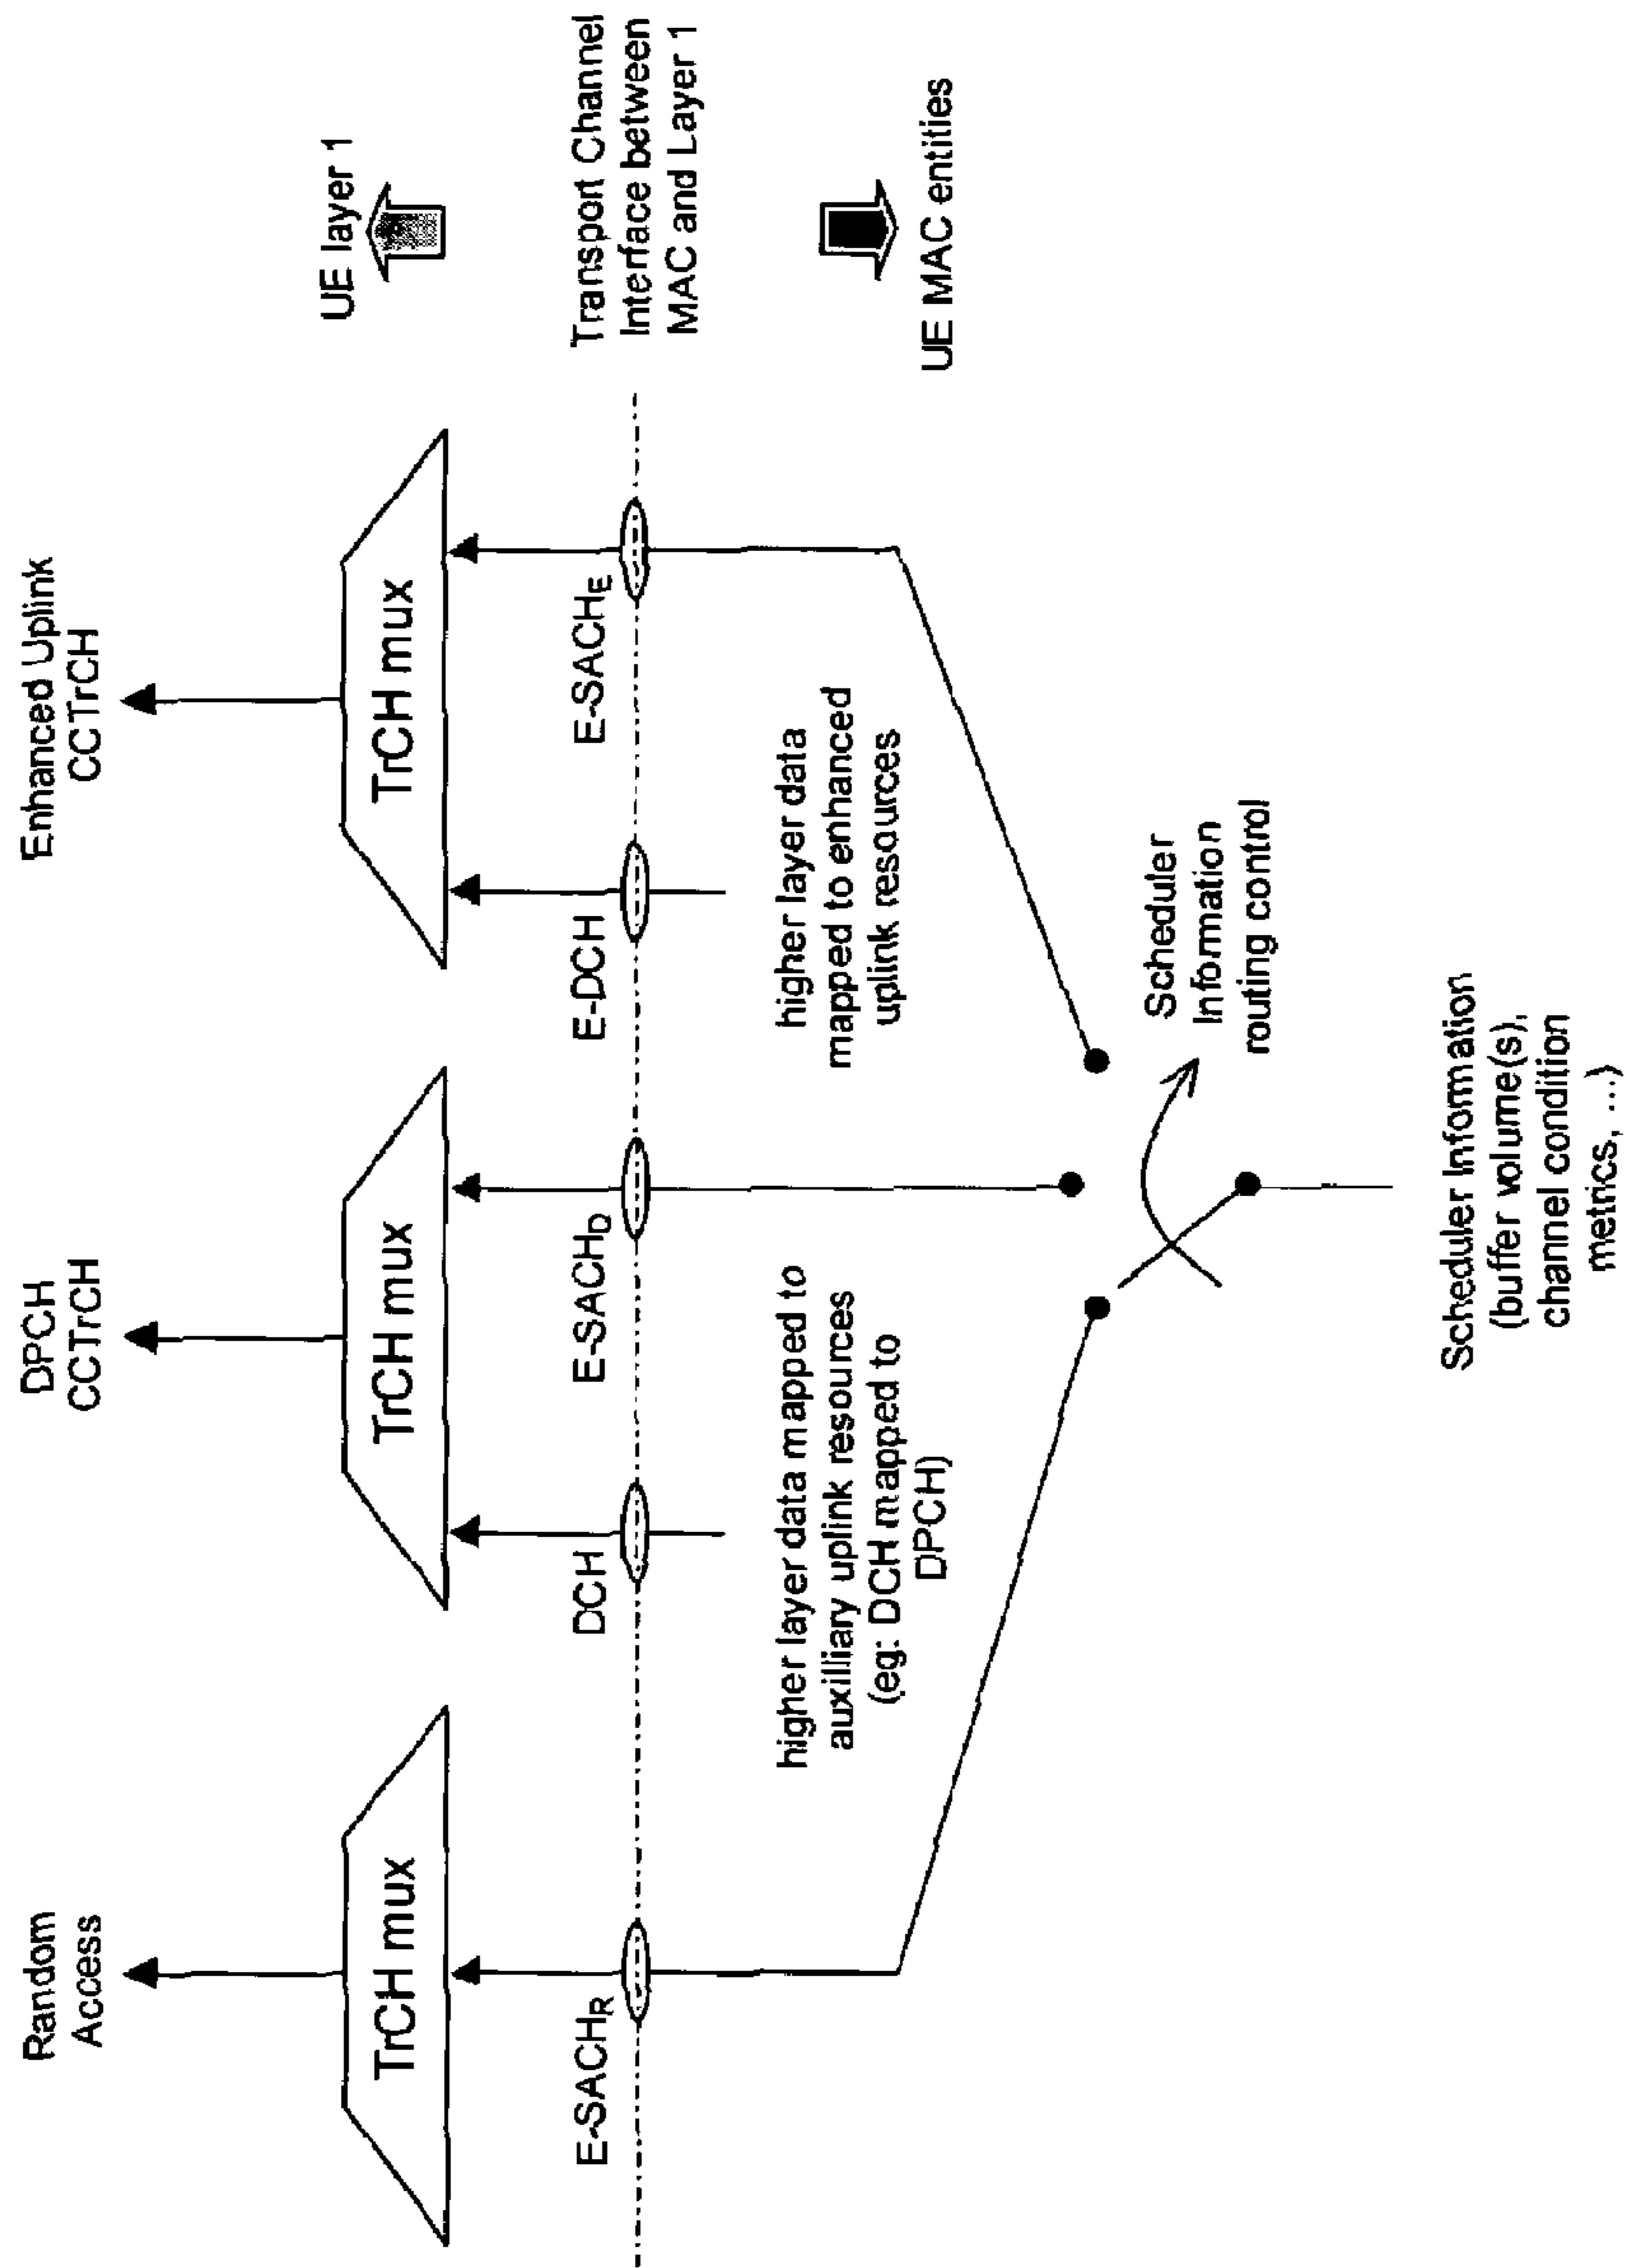 Random
Access
DPCH
CCTrCH
Enhanced Uplink
CCTrCH
UE layer 1
TrCH mux
TrCH mux
TrCH mux
Transport Channel
Interface between
MAC and Layer 1
E-SACHR
DCH
E-SACHD
E-DCH
E-SACHE
UE MAC entities
higher layer data mapped to
auxilliary uplink resources
(eg: DCH mapped to
DPCH)
higher layer data
mapped to enhanced
uplink resources
Scheduler
Information
routing control
Scheduler Information
(buffer volume(s),
channel condition
metrics, ...)